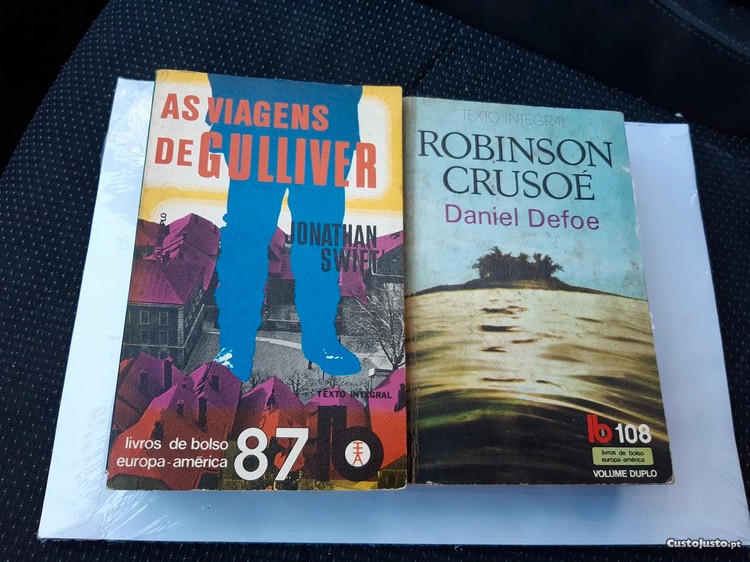 AS VIAGENS
DE GULLIVER
JONATHAN
SWIFT
TEXTO INTEGRAL
livros de bolso
europa-américa
87
lb
TEXTO INTEGRAL
ROBINSON
CRUSOÉ
Daniel Defoe
lb 108
livros de bolso
europa-américa
VOLUME DUPLO
CustoJusto.pt